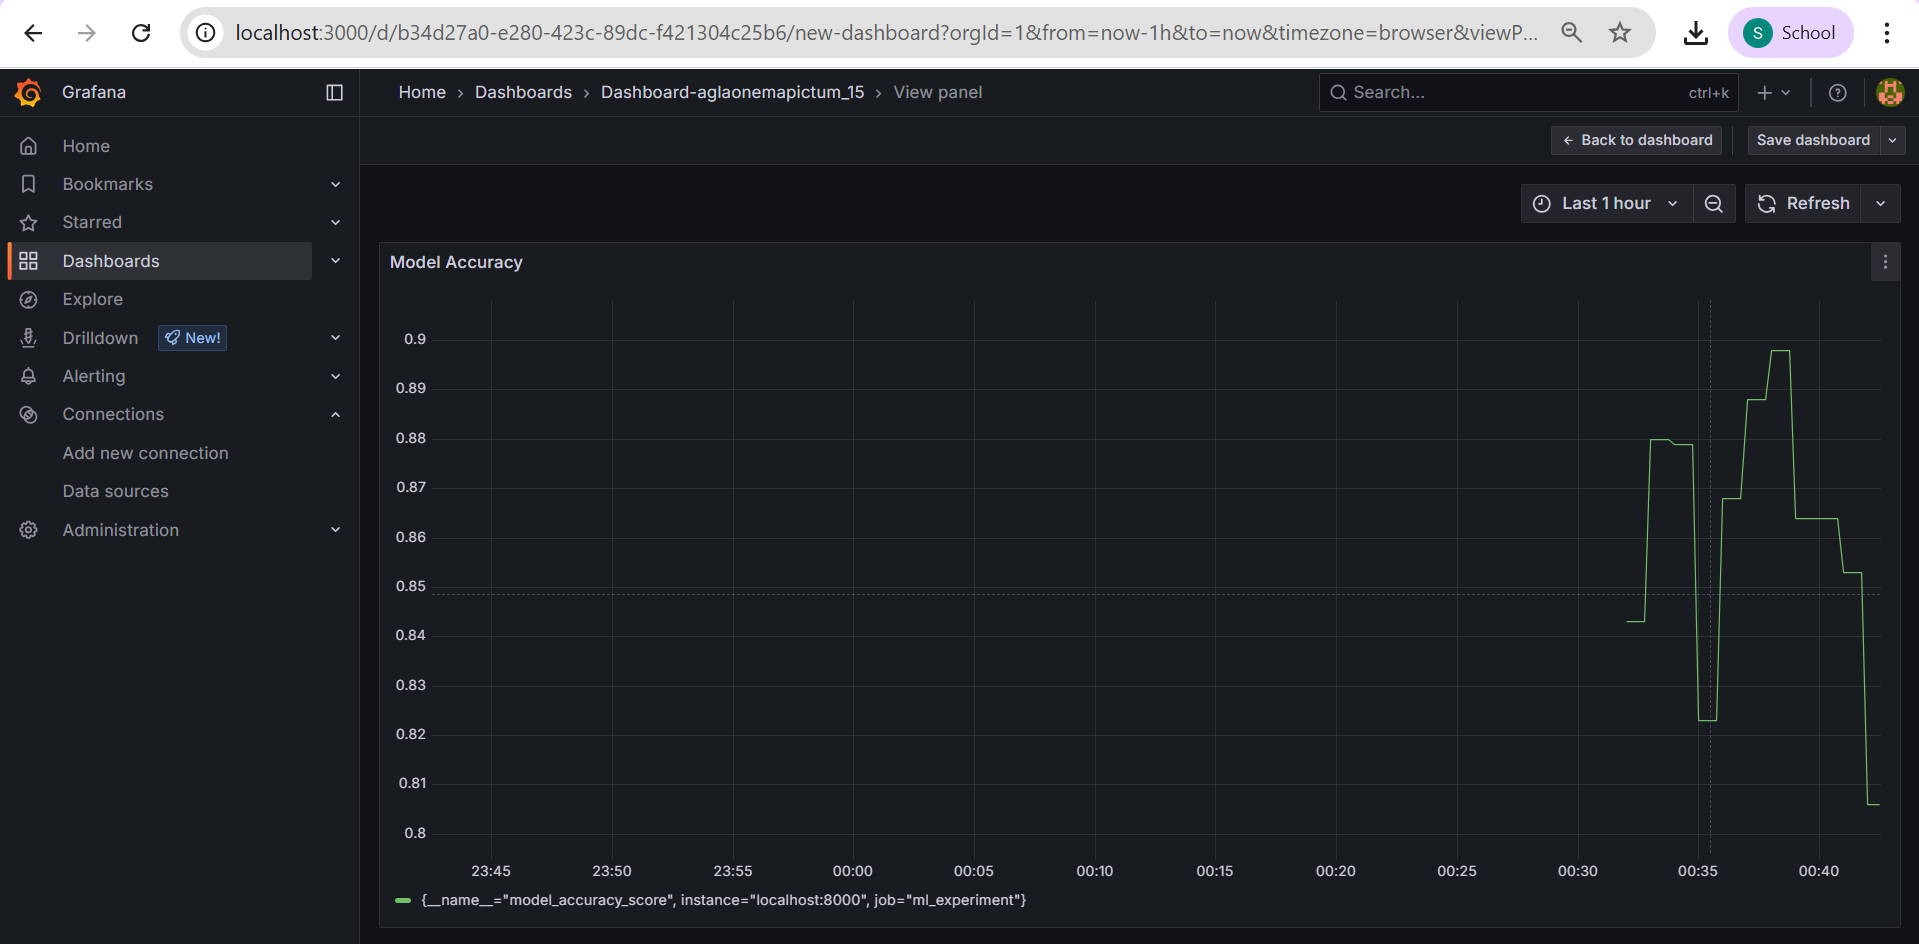 localhost:3000/d/b34d27a0-e280-423c-89dc-f421304c25b6/new-dashboard?orgId=1&from=now-1h&to=now&timezone=browser&viewP...
S School
Grafana
Home > Dashboards > Dashboard-aglaonemapictum_15 > View panel
Search...
ctrl+k
Back to dashboard
Save dashboard
Home
Bookmarks
Starred
Dashboards
Explore
Drilldown New!
Alerting
Connections
Add new connection
Data sources
Administration
Last 1 hour
Refresh
Model Accuracy
0.9
0.89
0.88
0.87
0.86
0.85
0.84
0.83
0.82
0.81
0.8
23:45 23:50 23:55 00:00 00:05 00:10 00:15 00:20 00:25 00:30 00:35 00:40
{__name__="model_accuracy_score", instance="localhost:8000", job="ml_experiment"}